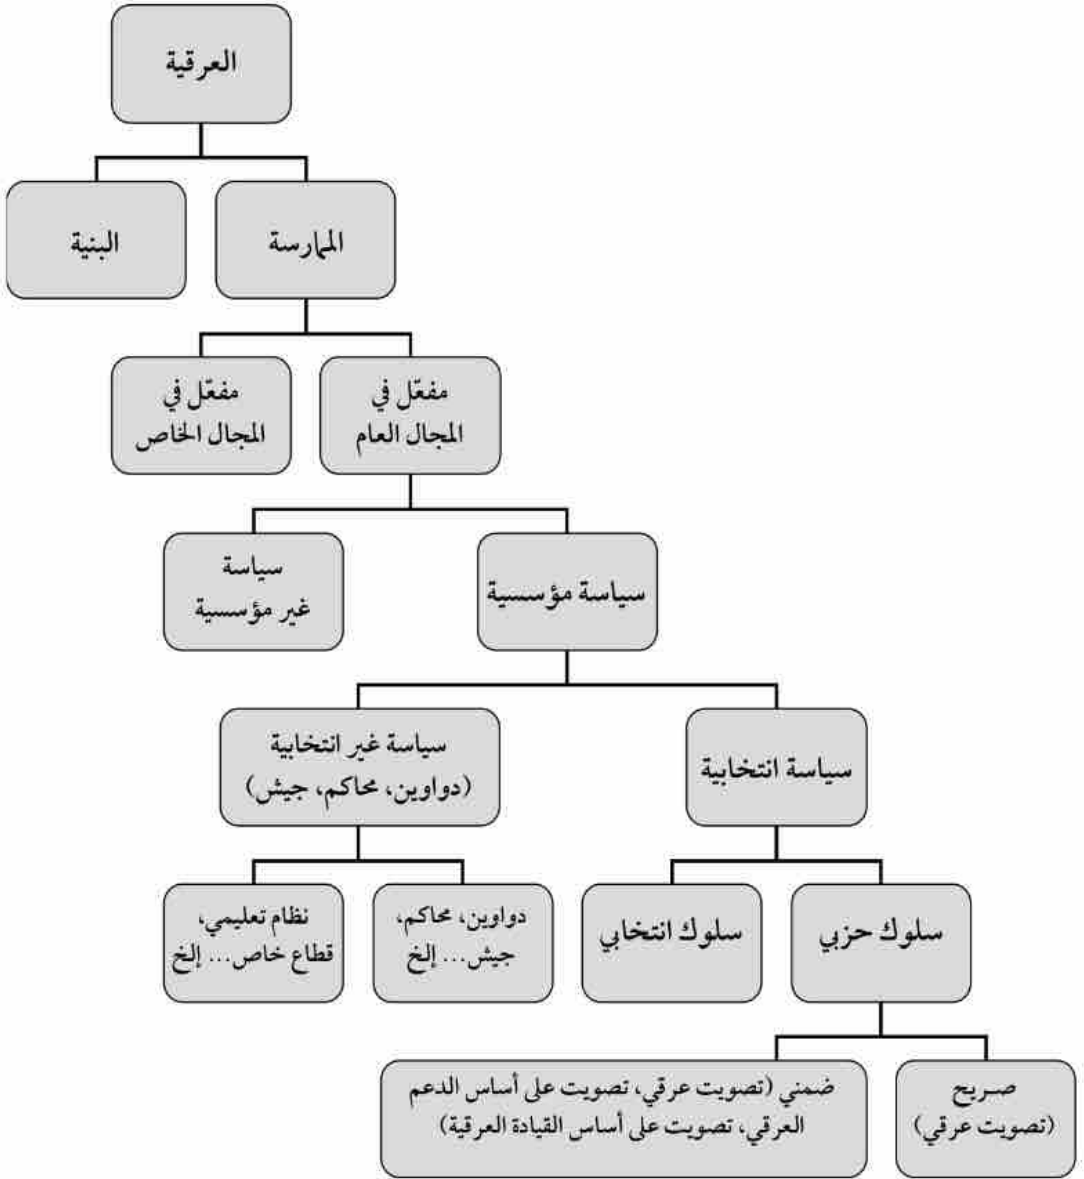 العرقية
الممارسة
البنية
مفعّل في
المجال العام
مفعّل في
المجال الخاص
سياسة مؤسسية
سياسة
غير مؤسسية
سياسة انتخابية
سياسة غير انتخابية
(دواوين، محاكم، جيش)
سلوك حزبي
سلوك انتخابي
دواوين، محاكم،
جيش... إلخ
نظام تعليمي،
قطاع خاص... إلخ
صريح
(تصويت عرقي)
ضمني (تصويت عرقي، تصويت على أساس الدعم
العرقي، تصويت على أساس القيادة العرقية)